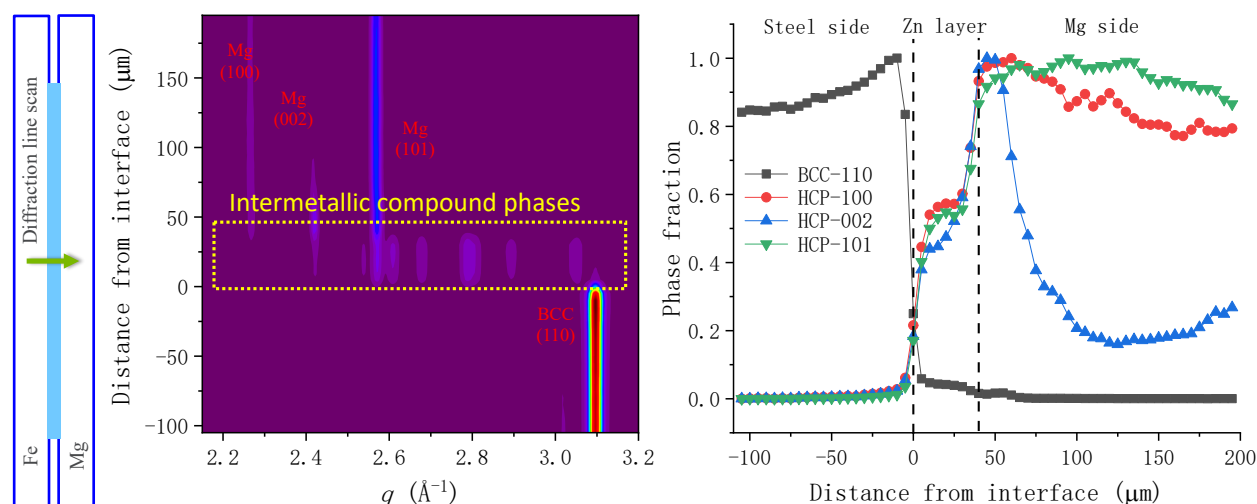 Diffraction line scan
Fe
Mg
Distance from interface (μm)
150
100
50
0
−50
−100
Mg
(100)
Mg
(002)
Mg
(101)
Intermetallic compound phases
BCC
(110)
2.2
2.4
2.6
2.8
3.0
3.2
q (Å⁻¹)
Steel side
Zn layer
Mg side
Phase fraction
1.0
0.8
0.6
0.4
0.2
0.0
BCC-110
HCP-100
HCP-002
HCP-101
-100
-50
0
50
100
150
200
Distance from interface (μm)